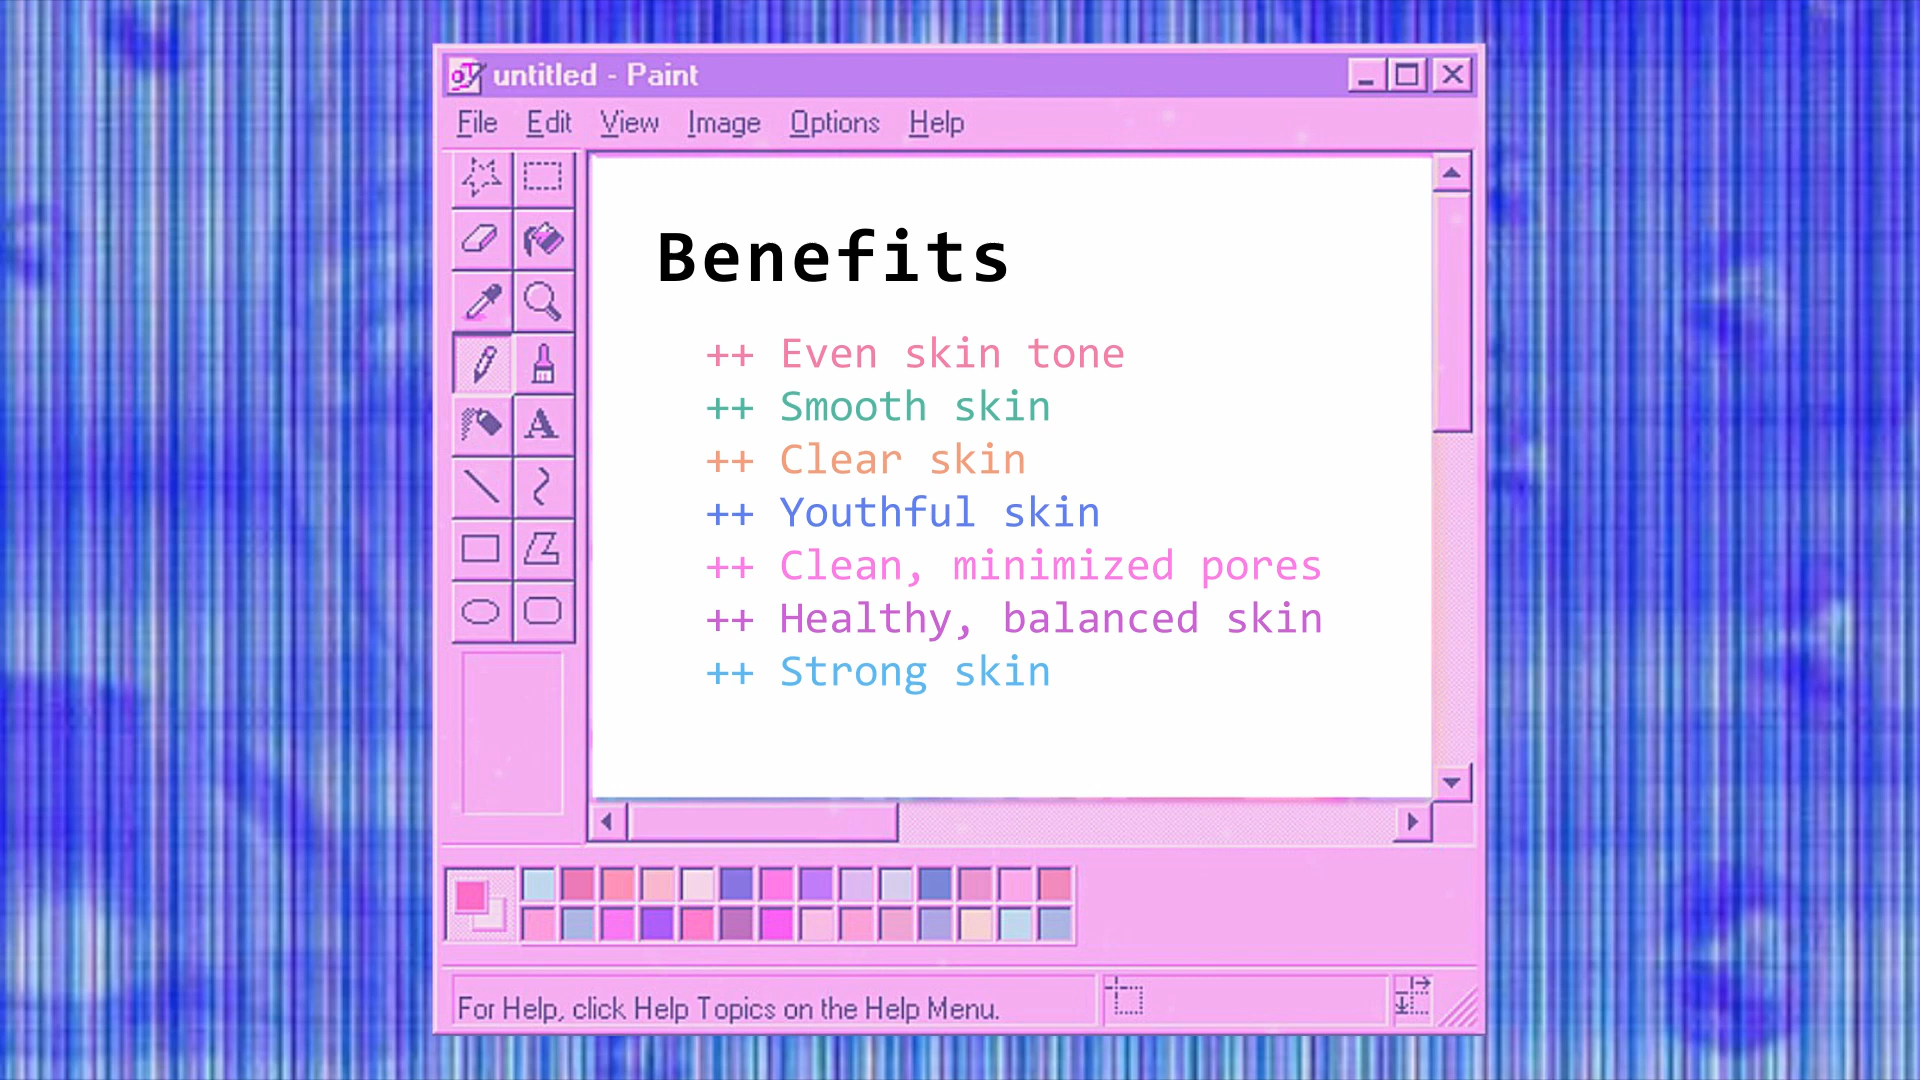 untitled - Paint
File Edit View Image Options Help
A
Benefits
++ Even skin tone
++ Smooth skin
++ Clear skin
++ Youthful skin
++ Clean, minimized pores
++ Healthy, balanced skin
++ Strong skin
For Help, click Help Topics on the Help Menu.